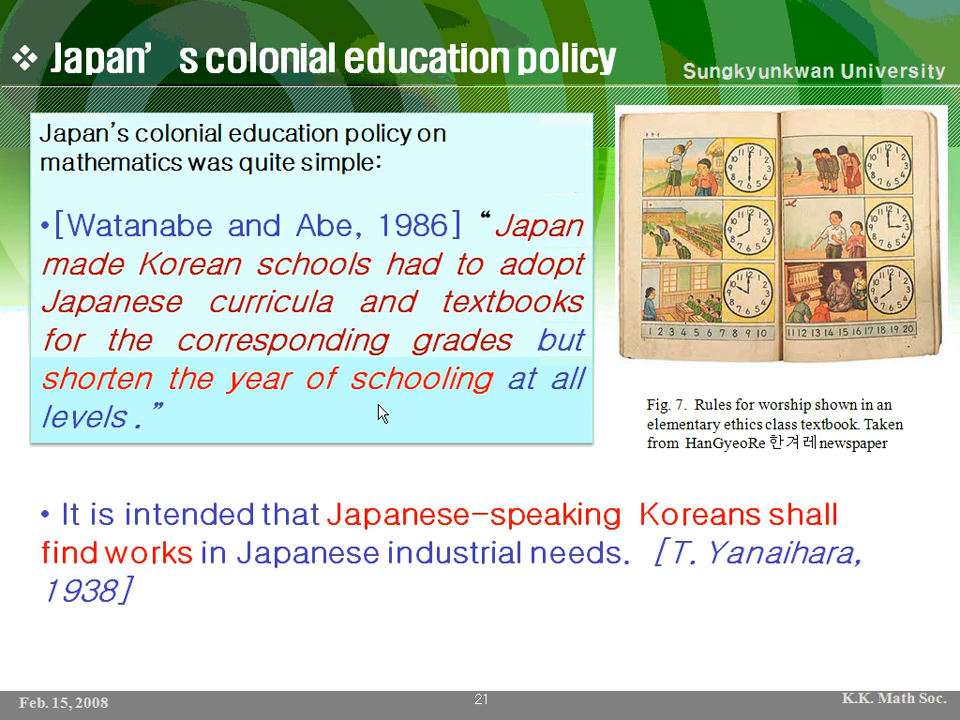 ❖ Japan’ s colonial education policy
Sungkyunkwan University
Japan's colonial education policy on
mathematics was quite simple:
•[Watanabe and Abe, 1986] “Japan
made Korean schools had to adopt
Japanese curricula and textbooks
for the corresponding grades but
shorten the year of schooling at all
levels .”
Fig. 7. Rules for worship shown in an
elementary ethics class textbook. Taken
from HanGyeoRe 한겨레 newspaper
• It is intended that Japanese-speaking Koreans shall
find works in Japanese industrial needs. [T. Yanaihara,
1938]
1 2 3 4 5 6 7 8 9 10
11 12 13 14 15 16 17 18 19 20
Feb. 15, 2008
21
K.K. Math Soc.